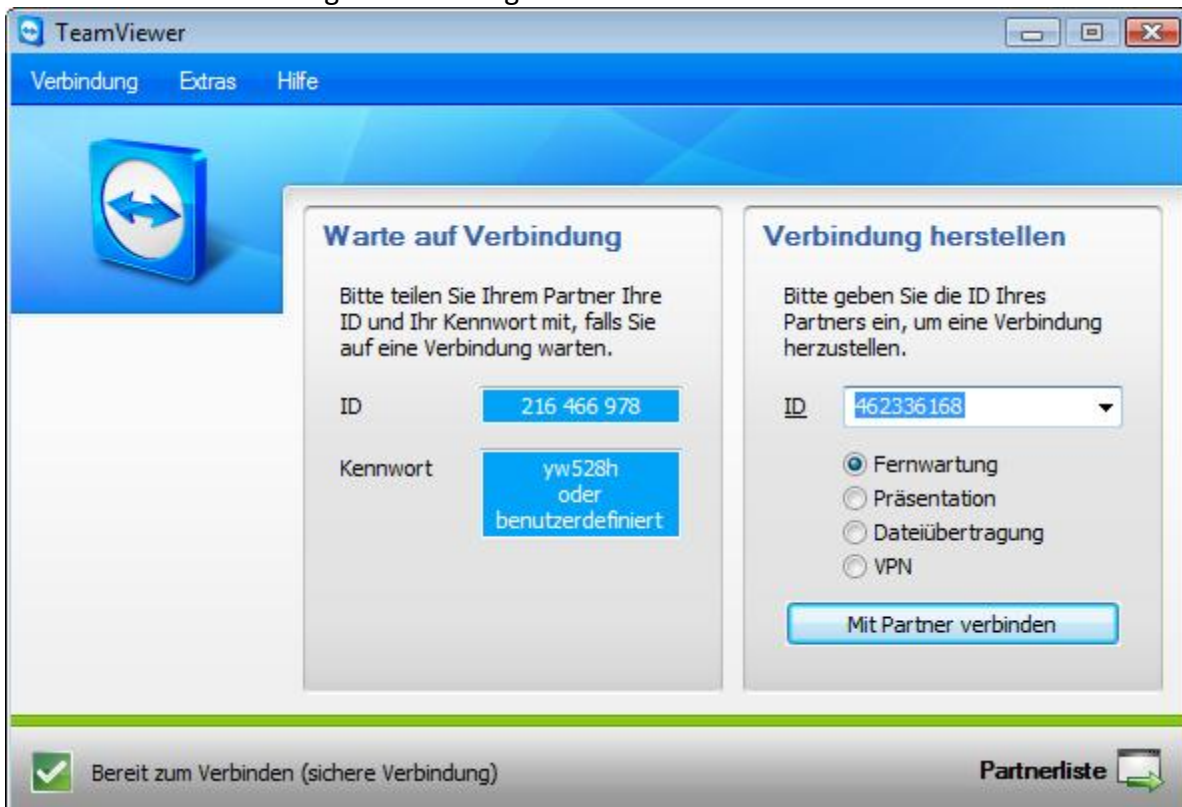 TeamViewer
Verbindung Extras Hilfe
Warte auf Verbindung
Bitte teilen Sie Ihrem Partner Ihre
ID und Ihr Kennwort mit, falls Sie
auf eine Verbindung warten.
ID 216 466 978
Kennwort yw528h
oder
benutzerdefiniert
Verbindung herstellen
Bitte geben Sie die ID Ihres
Partners ein, um eine Verbindung
herzustellen.
ID 462336168
Fernwartung
Präsentation
Dateiübertragung
VPN
Mit Partner verbinden
Bereit zum Verbinden (sichere Verbindung)
Partnerliste